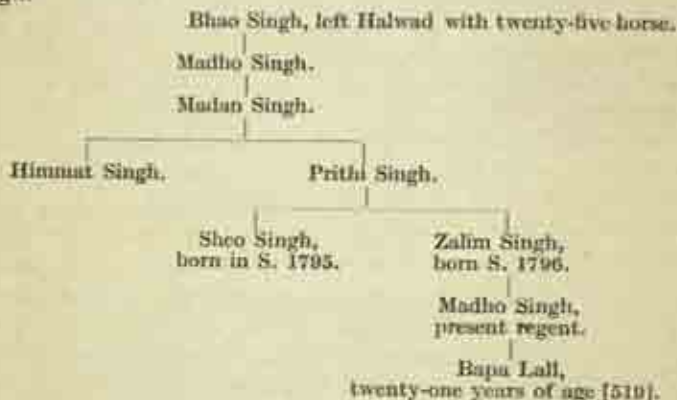 Bhao Singh, left Halwad with twenty-five horse.
Madho Singh.
Madan Singh.
Himmat Singh. Prithi Singh.
Sheo Singh, Zalim Singh,
born in S. 1795. born S. 1796.
Madho Singh,
present regent.
Bapa Lall,
twenty-one years of age [519].